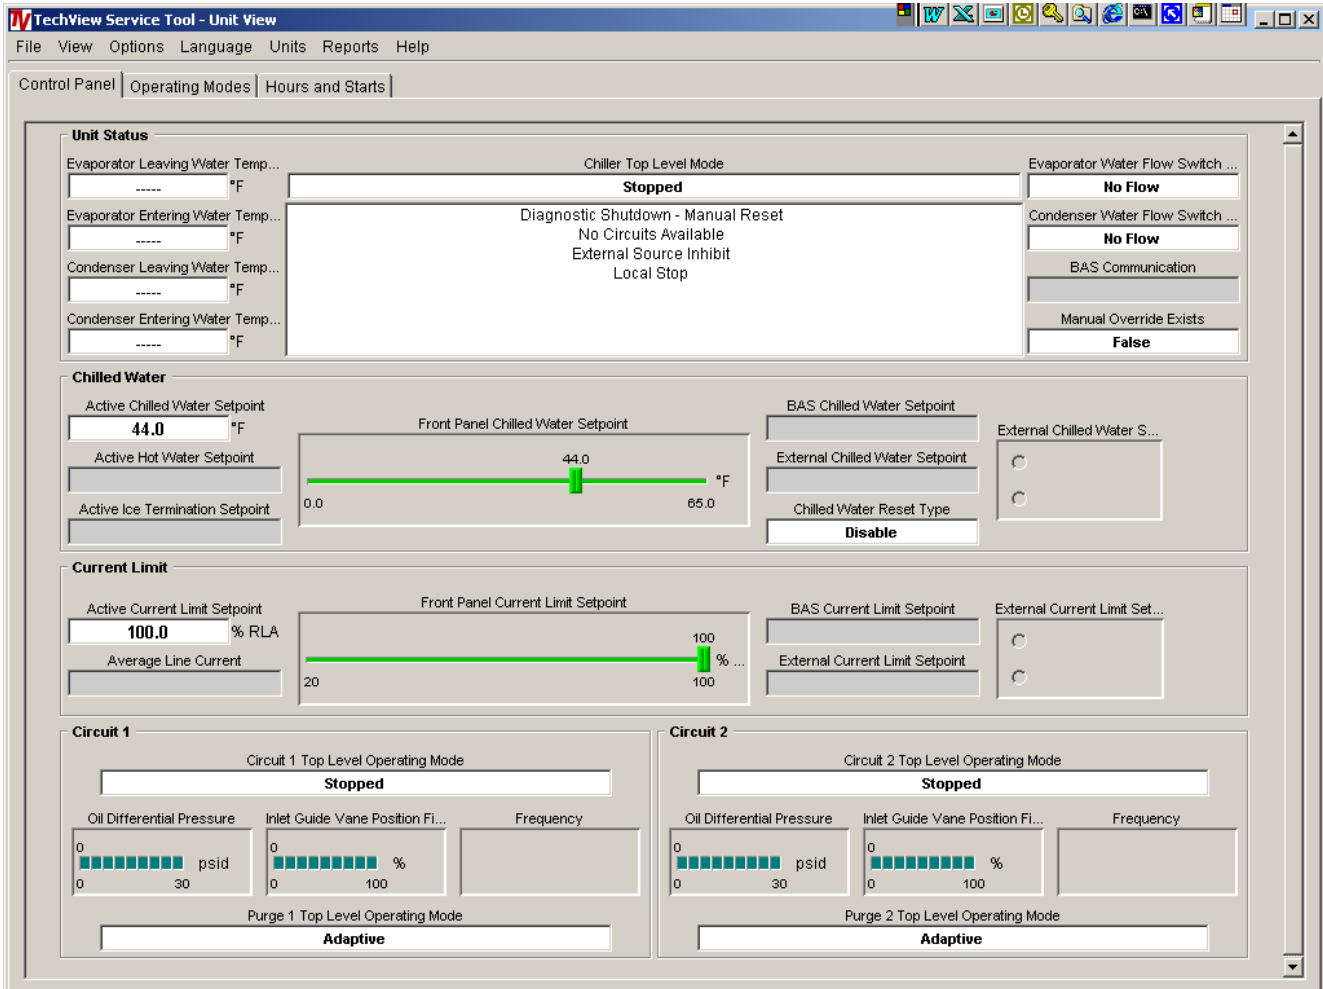 TechView Service Tool - Unit View
File View Options Language Units Reports Help
Control Panel Operating Modes Hours and Starts
Unit Status
Evaporator Leaving Water Temp...
----- °F
Evaporator Entering Water Temp...
----- °F
Condenser Leaving Water Temp...
----- °F
Condenser Entering Water Temp...
----- °F
Chiller Top Level Mode
Stopped
Diagnostic Shutdown - Manual Reset
No Circuits Available
External Source Inhibit
Local Stop
Evaporator Water Flow Switch ...
No Flow
Condenser Water Flow Switch ...
No Flow
BAS Communication
Manual Override Exists
False
Chilled Water
Active Chilled Water Setpoint
44.0 °F
Active Hot Water Setpoint
Active Ice Termination Setpoint
Front Panel Chilled Water Setpoint
44.0
°F
0.0 65.0
BAS Chilled Water Setpoint
External Chilled Water Setpoint
Chilled Water Reset Type
Disable
External Chilled Water S...
Current Limit
Active Current Limit Setpoint
100.0 % RLA
Average Line Current
Front Panel Current Limit Setpoint
100
% ...
20 100
BAS Current Limit Setpoint
External Current Limit Setpoint
External Current Limit Set...
Circuit 1
Circuit 1 Top Level Operating Mode
Stopped
Oil Differential Pressure Inlet Guide Vane Position Fi... Frequency
0 0
psid %
0 30 0 100
Purge 1 Top Level Operating Mode
Adaptive
Circuit 2
Circuit 2 Top Level Operating Mode
Stopped
Oil Differential Pressure Inlet Guide Vane Position Fi... Frequency
0 0
psid %
0 30 0 100
Purge 2 Top Level Operating Mode
Adaptive